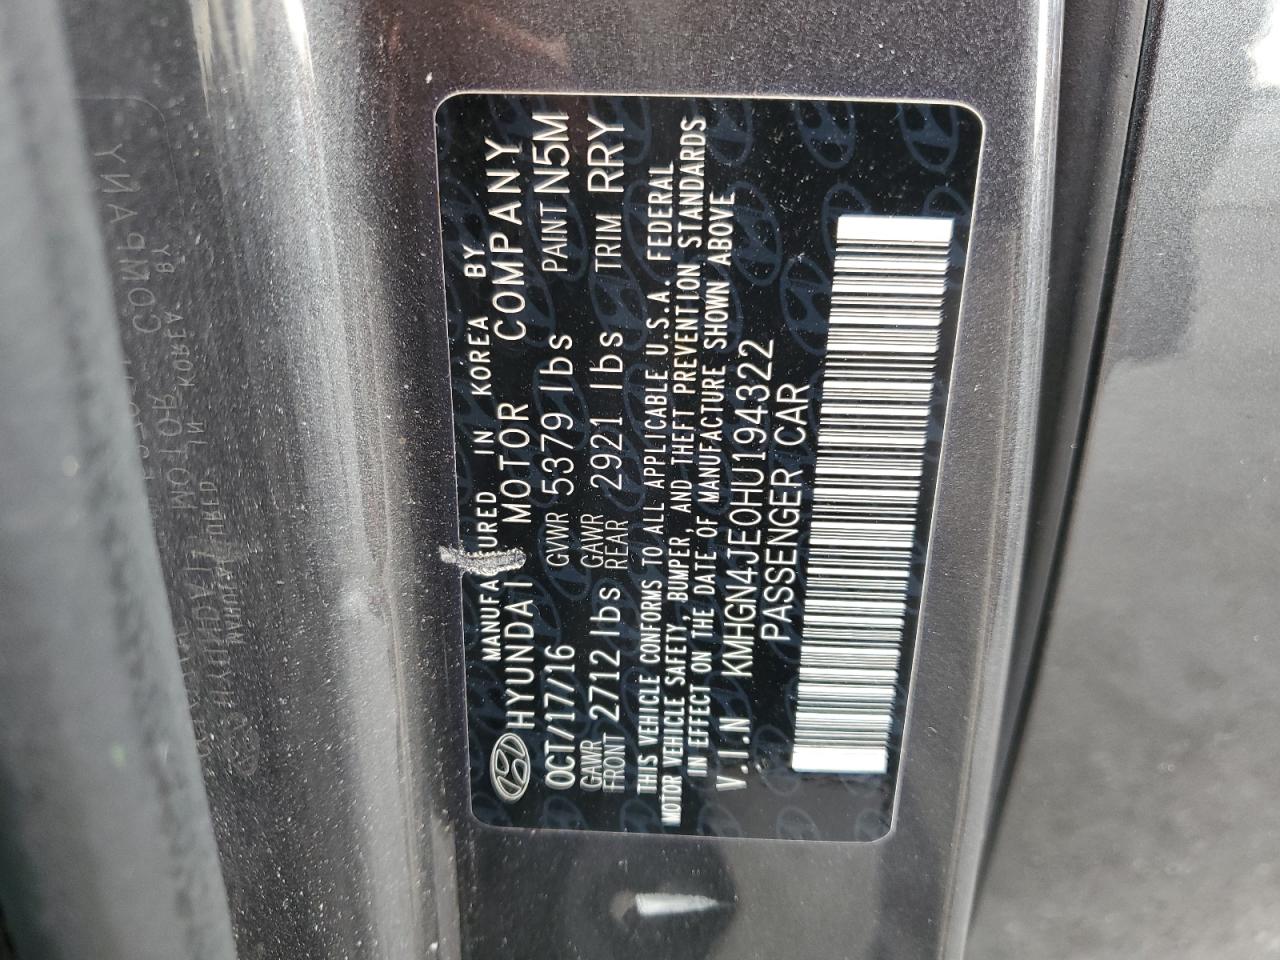 MANUFACTURED IN KOREA BY
HYUNDAI MOTOR COMPANY
OCT/17/16 GVWR 5379 lbs PAINT N5M
GAWR FRONT 2712 lbs GAWR REAR 2921 lbs TRIM RRY
THIS VEHICLE CONFORMS TO ALL APPLICABLE U.S.A. FEDERAL
MOTOR VEHICLE SAFETY, BUMPER, AND THEFT PREVENTION STANDARDS
IN EFFECT ON THE DATE OF MANUFACTURE SHOWN ABOVE
V.I.N KMHGN4JE0HU194322
PASSENGER CAR